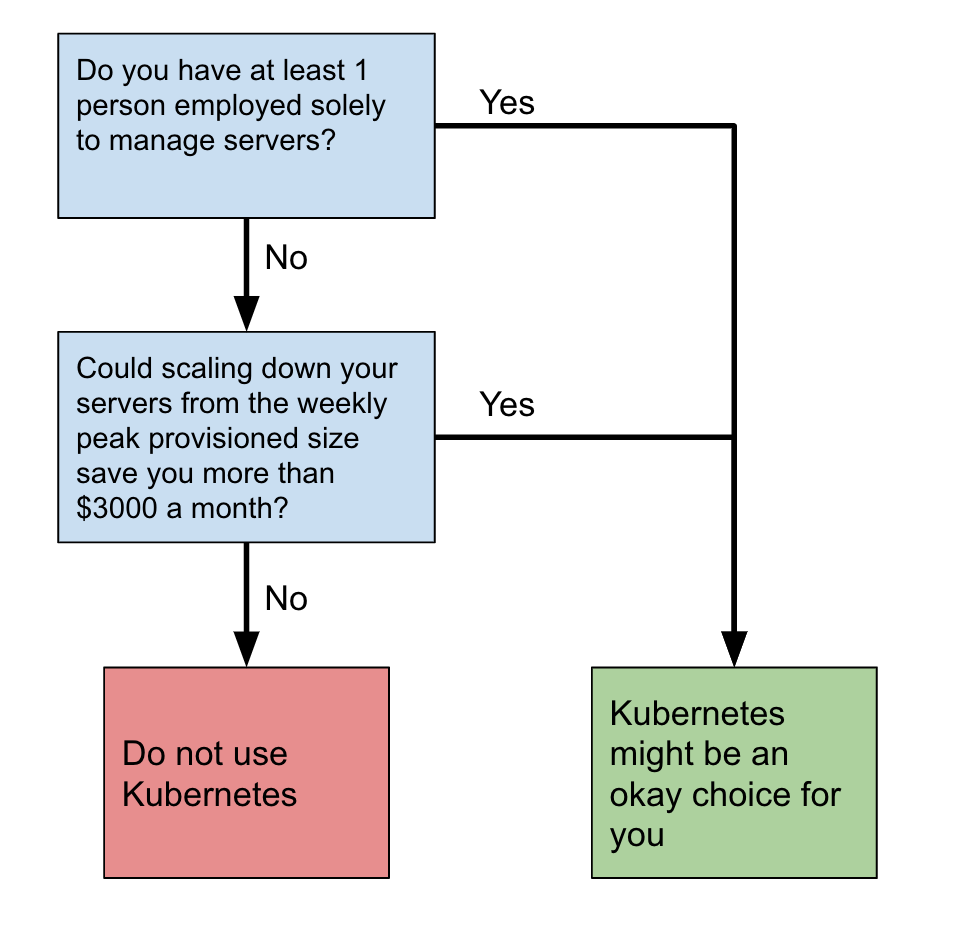 Do you have at least 1
person employed solely
to manage servers?
Yes
No
Could scaling down your
servers from the weekly
peak provisioned size
save you more than
$3000 a month?
Yes
No
Do not use
Kubernetes
Kubernetes
might be an
okay choice for
you